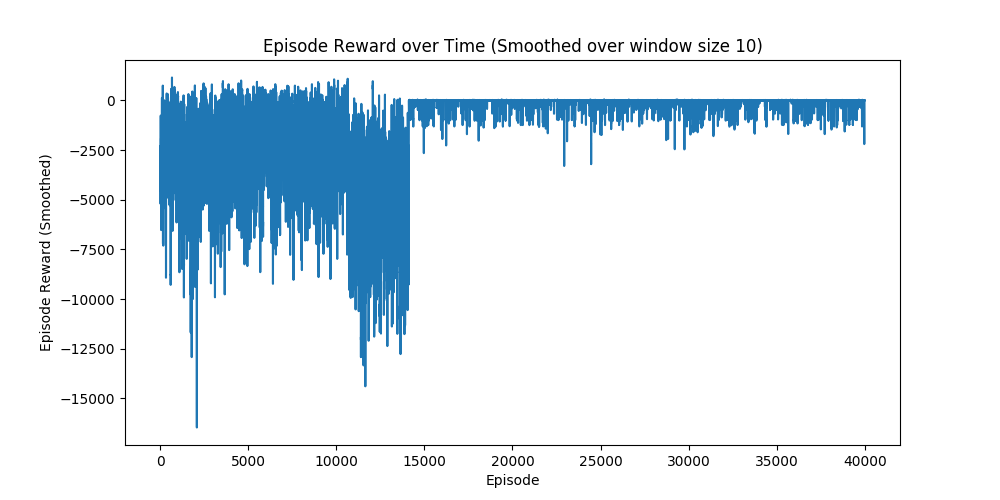 Episode Reward over Time (Smoothed over window size 10)
0
−2500
−5000
−7500
−10000
−12500
−15000
Episode Reward (Smoothed)
0 5000 10000 15000 20000 25000 30000 35000 40000
Episode